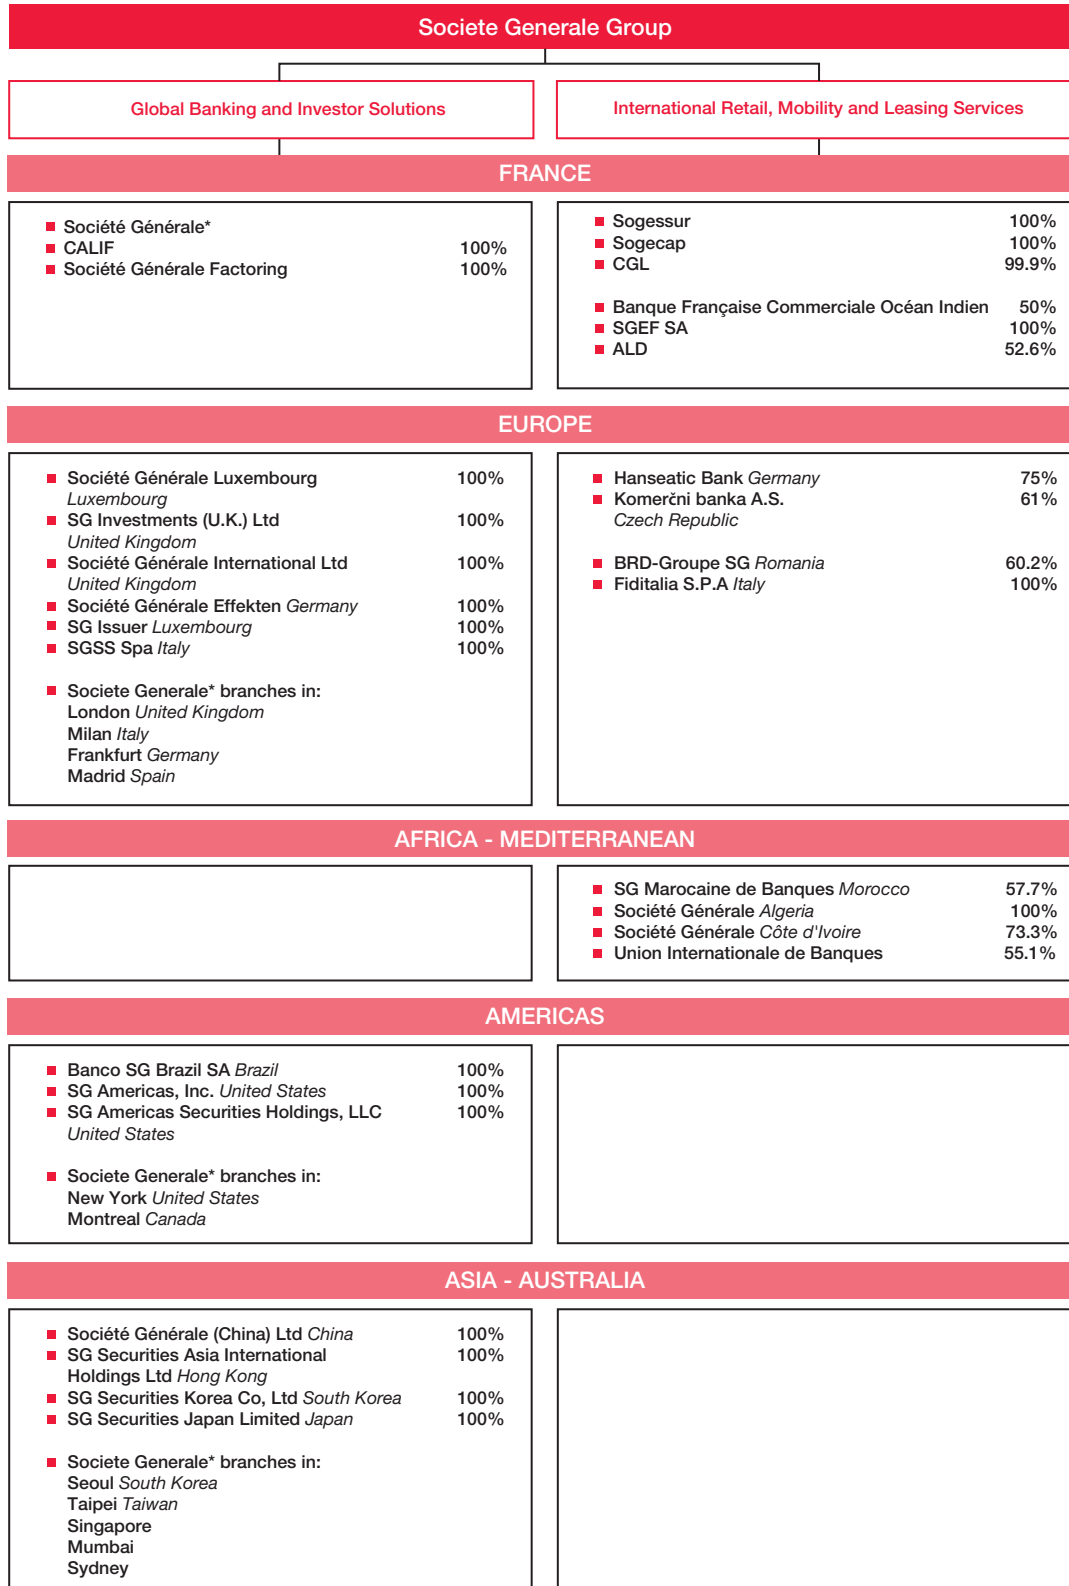 Societe Generale Group
Global Banking and Investor Solutions
International Retail, Mobility and Leasing Services
FRANCE
Société Générale*
CALIF 100%
Société Générale Factoring 100%
Sogessur 100%
Sogecap 100%
CGL 99.9%
Banque Française Commerciale Océan Indien 50%
SGEF SA 100%
ALD 52.6%
EUROPE
Société Générale Luxembourg 100%
Luxembourg
SG Investments (U.K.) Ltd 100%
United Kingdom
Société Générale International Ltd 100%
United Kingdom
Société Générale Effekten Germany 100%
SG Issuer Luxembourg 100%
SGSS Spa Italy 100%
Societe Generale* branches in:
London United Kingdom
Milan Italy
Frankfurt Germany
Madrid Spain
Hanseatic Bank Germany 75%
Komerčni banka A.S. 61%
Czech Republic
BRD-Groupe SG Romania 60.2%
Fiditalia S.P.A Italy 100%
AFRICA - MEDITERRANEAN
SG Marocaine de Banques Morocco 57.7%
Société Générale Algeria 100%
Société Générale Côte d'Ivoire 73.3%
Union Internationale de Banques 55.1%
AMERICAS
Banco SG Brazil SA Brazil 100%
SG Americas, Inc. United States 100%
SG Americas Securities Holdings, LLC 100%
United States
Societe Generale* branches in:
New York United States
Montreal Canada
ASIA - AUSTRALIA
Société Générale (China) Ltd China 100%
SG Securities Asia International 100%
Holdings Ltd Hong Kong
SG Securities Korea Co, Ltd South Korea 100%
SG Securities Japan Limited Japan 100%
Societe Generale* branches in:
Seoul South Korea
Taipei Taiwan
Singapore
Mumbai
Sydney